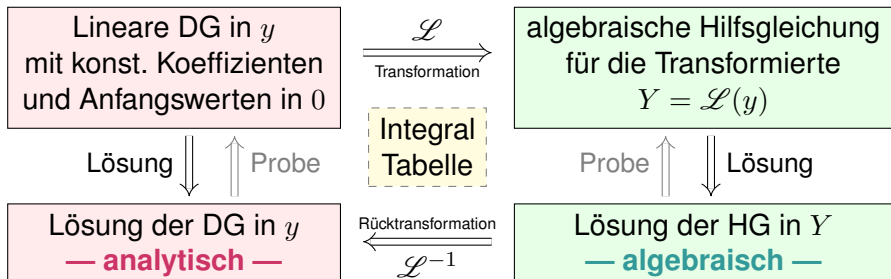 Lineare DG in y
mit konst. Koeffizienten
und Anfangswerten in 0
ℒ
Transformation
algebraische Hilfsgleichung
für die Transformierte
Y = ℒ(y)
Integral
Tabelle
Lösung
Probe
Probe
Lösung
Lösung der DG in y
— analytisch —
Rücktransformation
ℒ⁻¹
Lösung der HG in Y
— algebraisch —